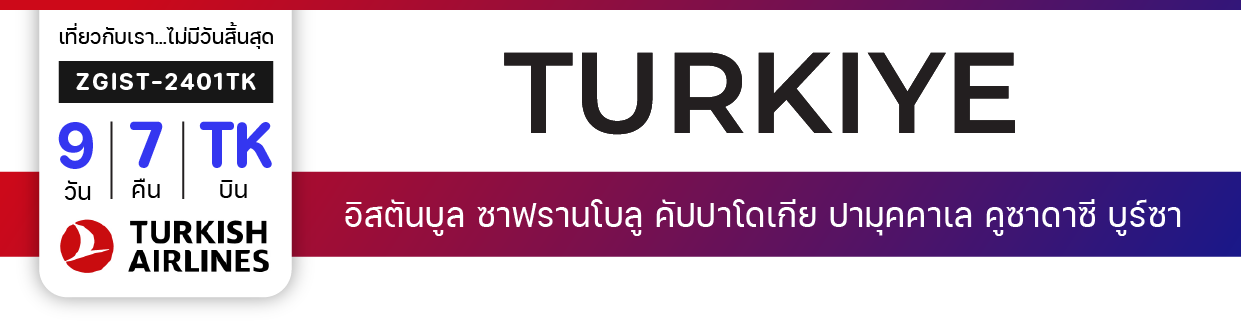 เที่ยวกับเรา...ไม่มีวันสิ้นสุด
ZGIST-2401TK
9 7 TK
วัน คืน บิน
TURKISH
AIRLINES
TURKIYE
อิสตันบูล ซาฟรานโบลู คัปปาโดเกีย ปามุคคาเล คูซาดาซี บูร์ซา